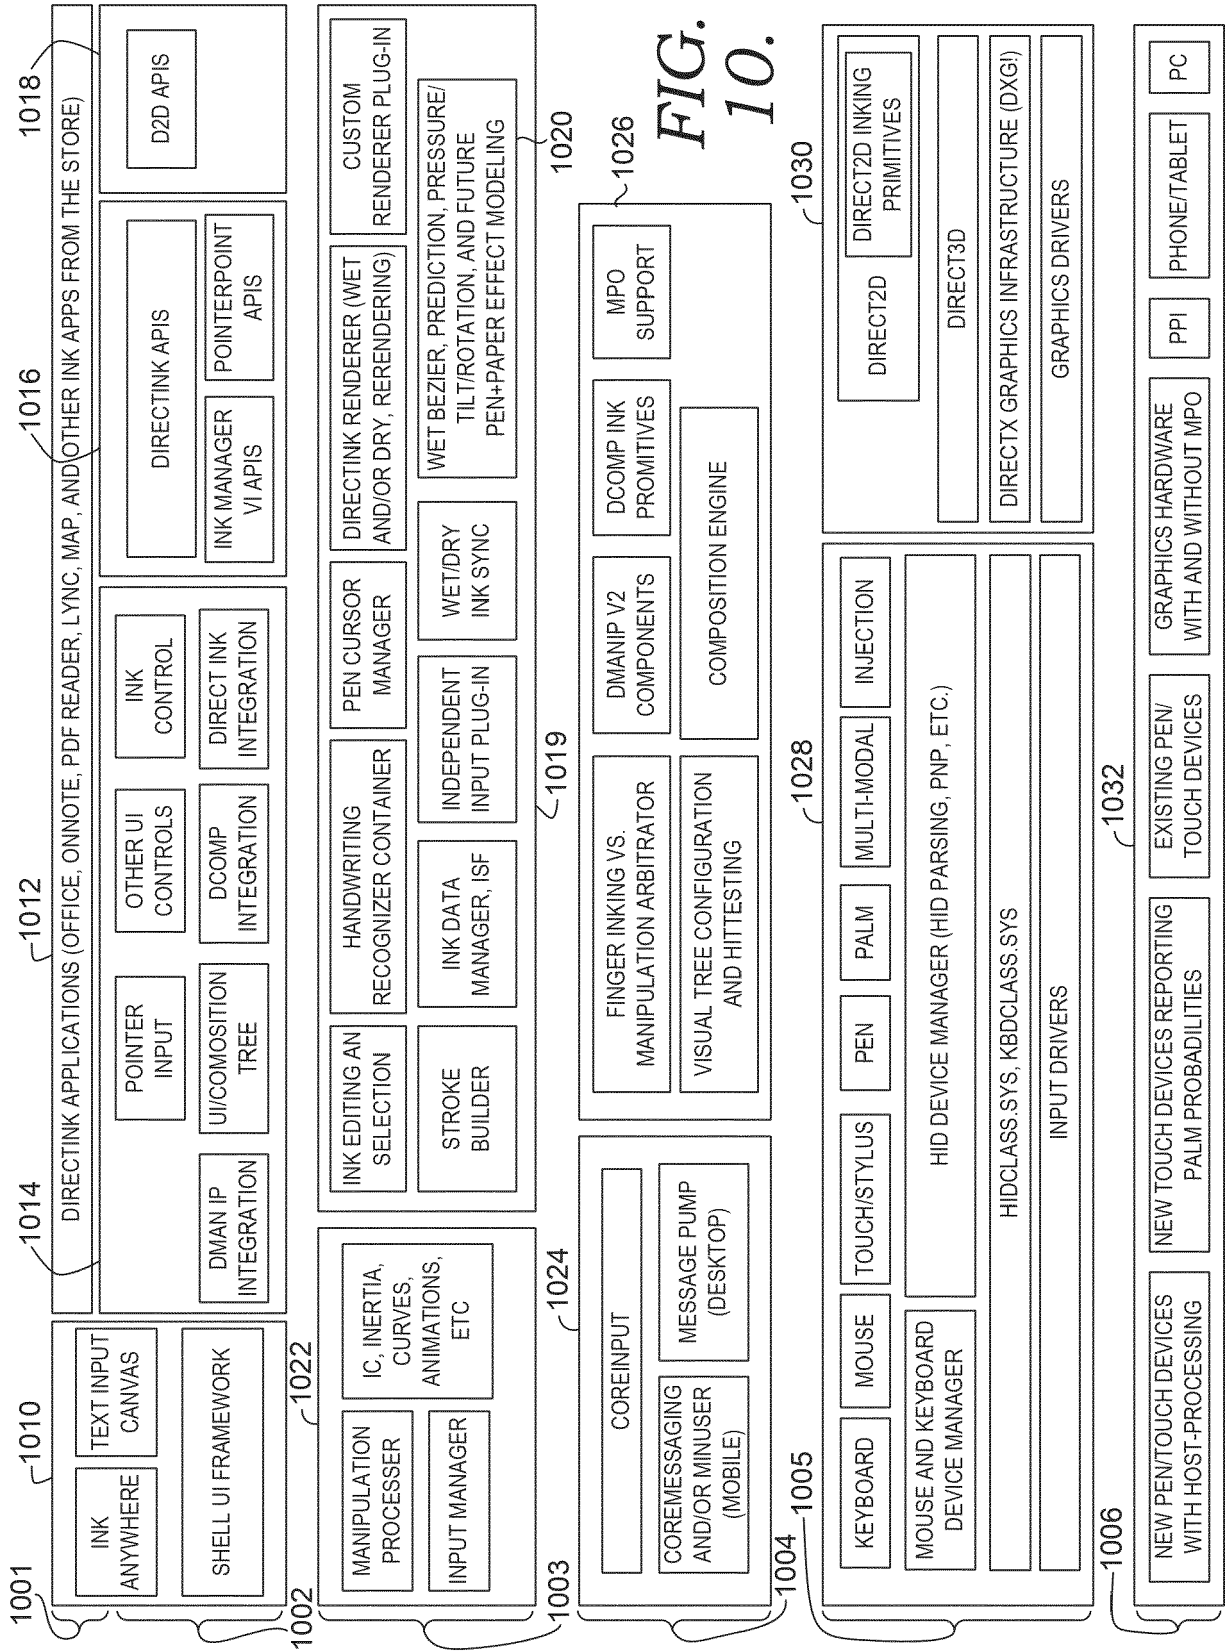 1001
1010
INK
ANYWHERE
TEXT INPUT
CANVAS
SHELL UI FRAMEWORK
1012
DIRECTINK APPLICATIONS (OFFICE, ONNOTE, PDF READER, LYNC, MAP, AND OTHER INK APPS FROM THE STORE)
1002
1014
POINTER
INPUT
OTHER UI
CONTROLS
INK
CONTROL
DMAN IP
INTEGRATION
UI/COMOSITION
TREE
DCOMP
INTEGRATION
DIRECT INK
INTEGRATION
1016
DIRECTINK APIS
INK MANAGER
VI APIS
POINTERPOINT
APIS
1018
D2D APIS
1003
1022
MANIPULATION
PROCESSER
INPUT MANAGER
IC, INERTIA,
CURVES,
ANIMATIONS,
ETC
1019
INK EDITING AN
SELECTION
HANDWRITING
RECOGNIZER CONTAINER
PEN CURSOR
MANAGER
DIRECTINK RENDERER (WET
AND/OR DRY, RERENDERING)
CUSTOM
RENDERER PLUG-IN
STROKE
BUILDER
INK DATA
MANAGER, ISF
INDEPENDENT
INPUT PLUG-IN
WET/DRY
INK SYNC
WET BEZIER, PREDICTION, PRESSURE/
TILT/ROTATION, AND FUTURE
PEN+PAPER EFFECT MODELING
1020
1004
1024
COREINPUT
COREMESSAGING
AND/OR MINUSER
(MOBILE)
MESSAGE PUMP
(DESKTOP)
1026
FINGER INKING VS.
MANIPULATION ARBITRATOR
DMANIP V2
COMPONENTS
DCOMP INK
PROMITIVES
MPO
SUPPORT
VISUAL TREE CONFIGURATION
AND HITTESTING
COMPOSITION ENGINE
FIG.
10.
1005
1028
KEYBOARD
MOUSE
TOUCH/STYLUS
PEN
PALM
MULTI-MODAL
INJECTION
MOUSE AND KEYBOARD
DEVICE MANAGER
HID DEVICE MANAGER (HID PARSING, PNP, ETC.)
HIDCLASS.SYS, KBDCLASS.SYS
INPUT DRIVERS
1030
DIRECT2D
DIRECT2D INKING
PRIMITIVES
DIRECT3D
DIRECTX GRAPHICS INFRASTRUCTURE (DXG!)
GRAPHICS DRIVERS
1006
1032
NEW PEN/TOUCH DEVICES
WITH HOST-PROCESSING
NEW TOUCH DEVICES REPORTING
PALM PROBABILITIES
EXISTING PEN/
TOUCH DEVICES
GRAPHICS HARDWARE
WITH AND WITHOUT MPO
PPI
PHONE/TABLET
PC